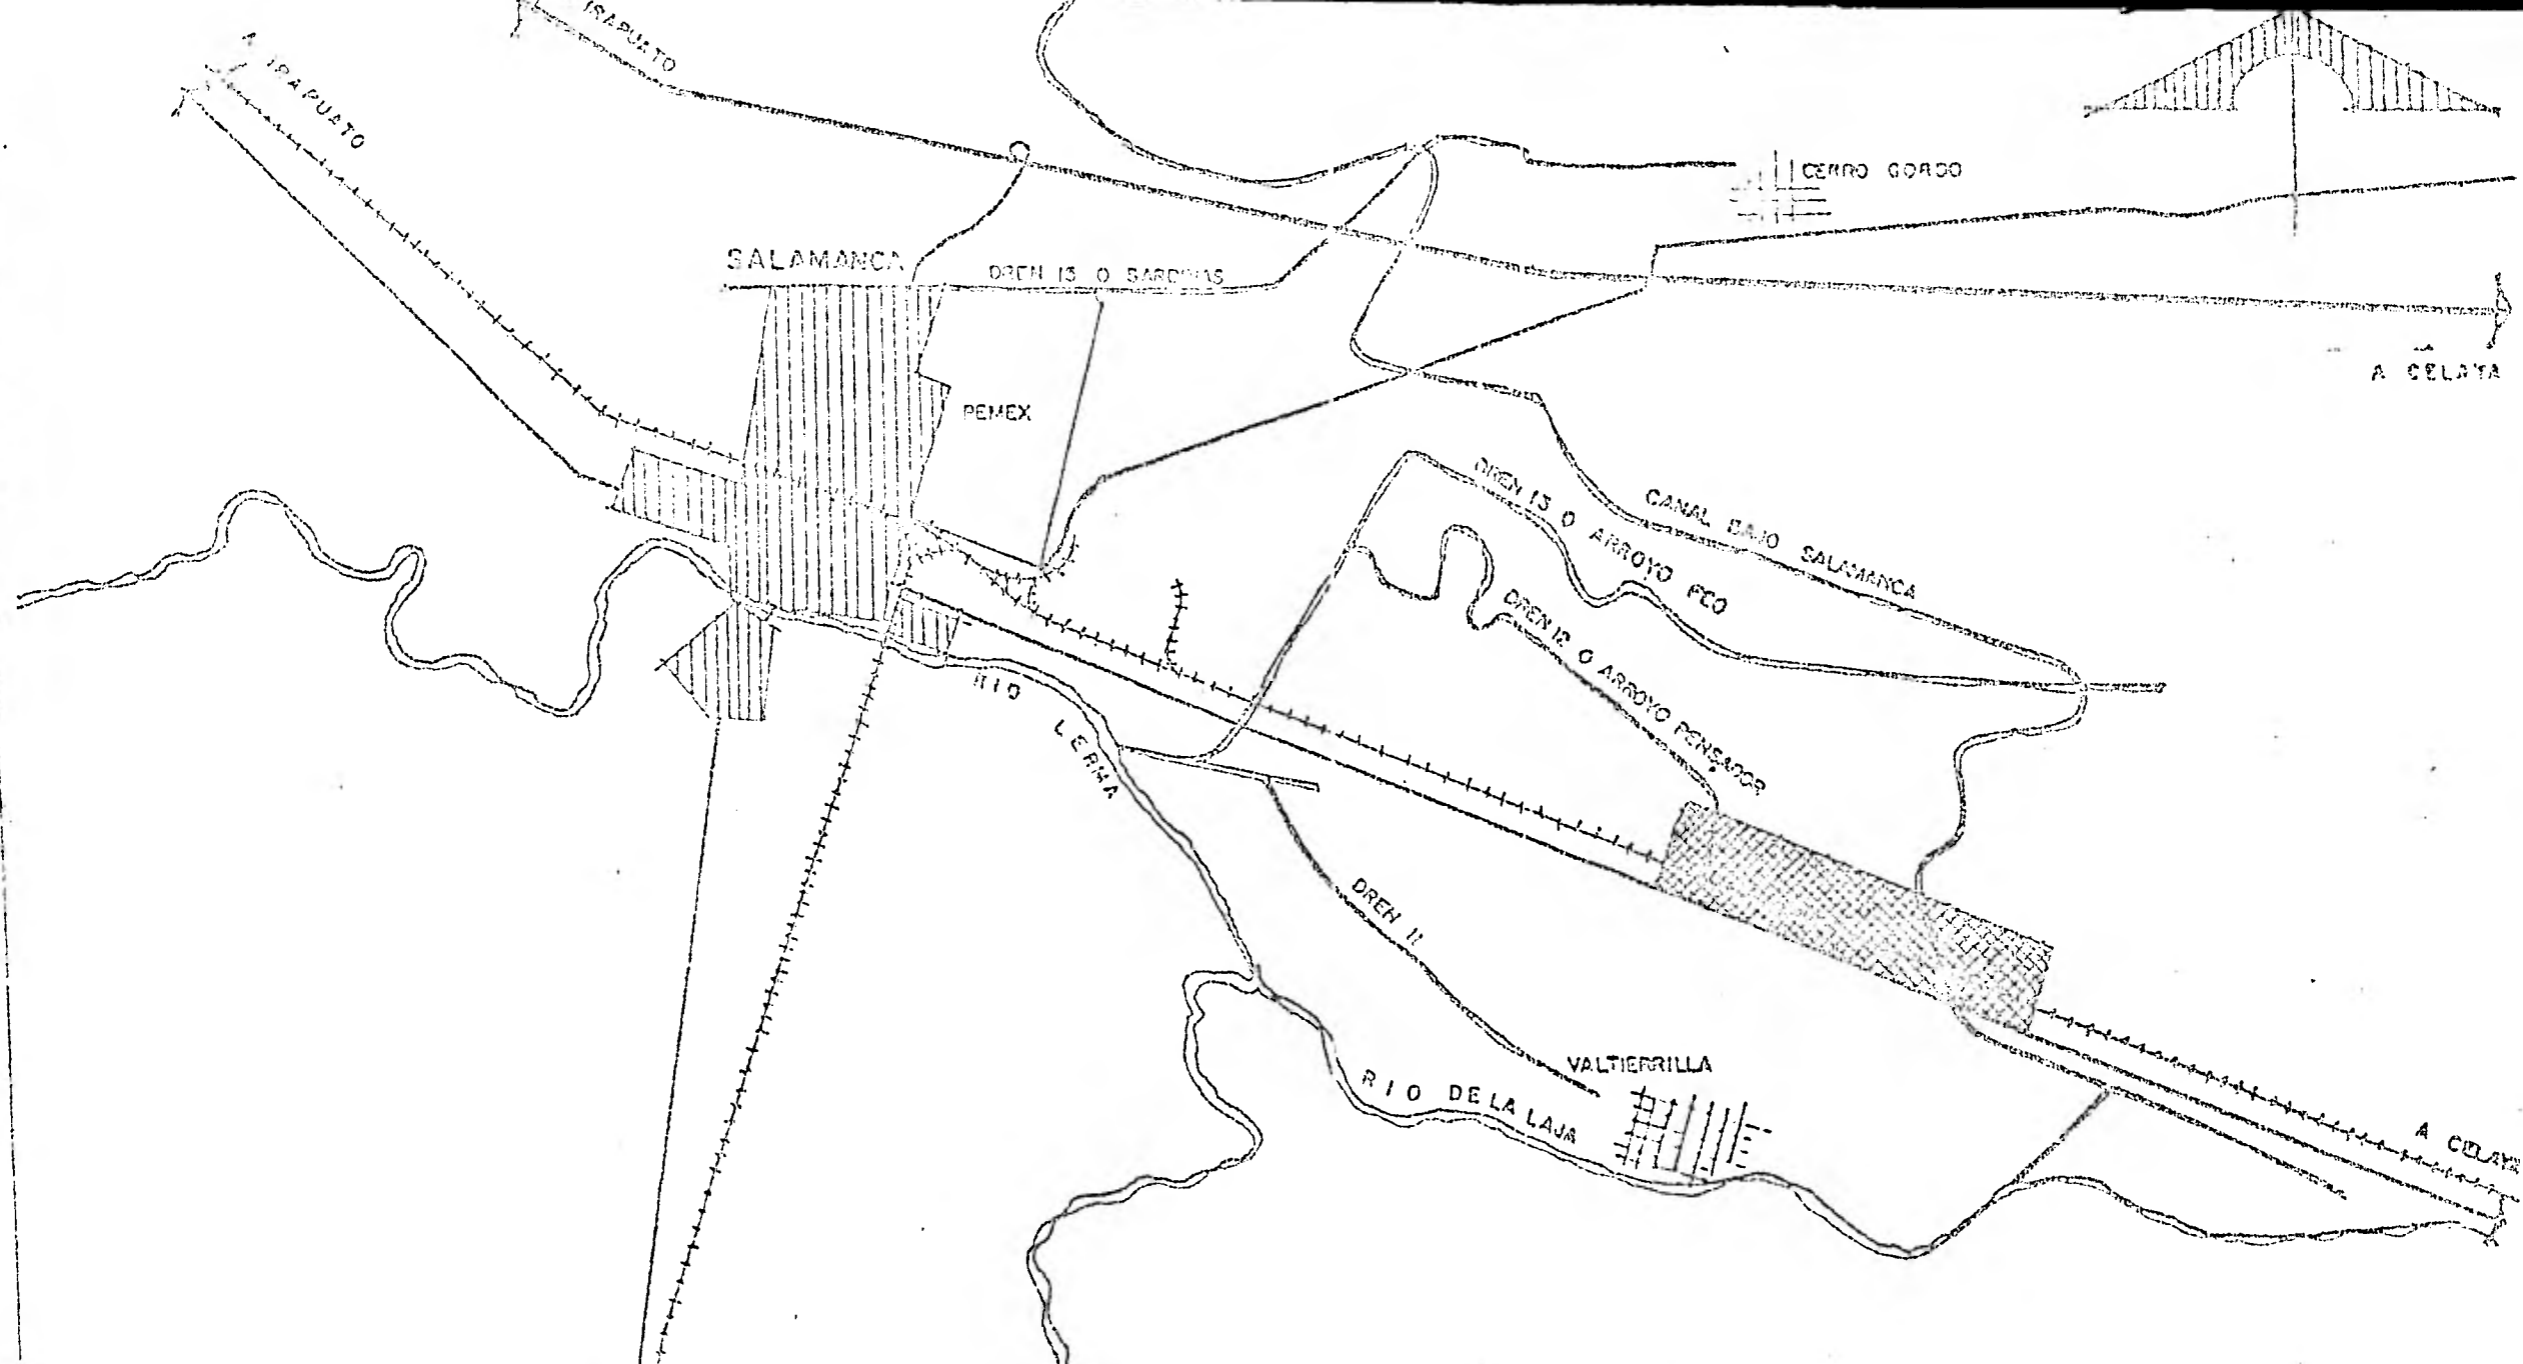 IRAPUATO
A IRAPUATO
CERRO GORDO
SALAMANCA
DREN 13 O SARDINAS
A CELAYA
PEMEX
DREN 13 O ARROYO FEO
CANAL BAJO SALAMANCA
DREN 12 O ARROYO PENSADOR
RIO LERMA
DREN 11
VALTIERRILLA
RIO DE LA LAJA
A CELAYA